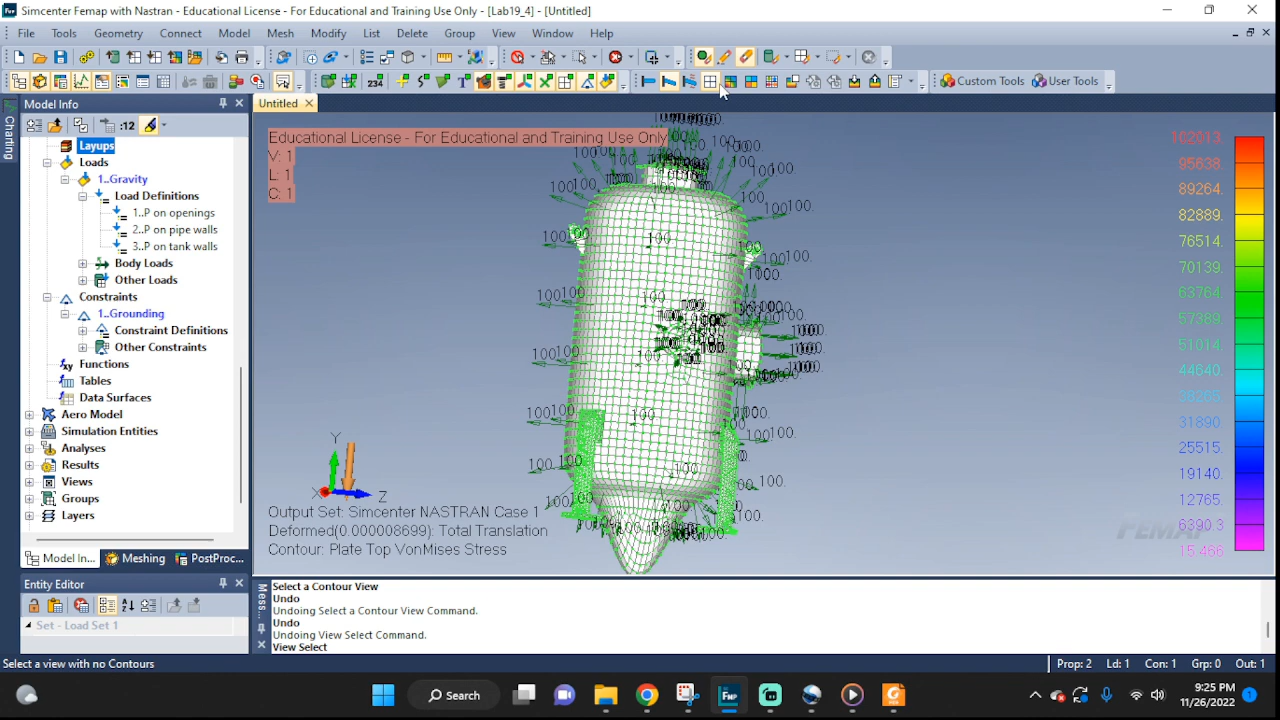 Simcenter Femap with Nastran - Educational License - For Educational and Training Use Only - [Lab19_4] - [Untitled]
File Tools Geometry Connect Model Mesh Modify List Delete Group View Window Help
Custom Tools User Tools
Model Info
Untitled
Charting
Educational License - For Educational and Training Use Only
V: 1
L: 1
C: 1
Layups
Loads
1..Gravity
Load Definitions
1..P on openings
2..P on pipe walls
3..P on tank walls
Body Loads
Other Loads
Constraints
1..Grounding
Constraint Definitions
Other Constraints
Functions
Tables
Data Surfaces
Aero Model
Simulation Entities
Analyses
Results
Views
Groups
Layers
102013.
95638.
89264.
82889.
76514.
70139.
63764.
57389.
51014.
44640.
38265.
31890.
25515.
19140.
12765.
6390.3
15.466
Y
X
Z
Output Set: Simcenter NASTRAN Case 1
Deformed(0.000008699): Total Translation
Contour: Plate Top VonMises Stress
FEMAP
Model In... Meshing PostProc...
Entity Editor
Set - Load Set 1
Mess...
Select a Contour View
Undo
Undoing Select a Contour View Command.
Undo
Undoing View Select Command.
View Select
Select a view with no Contours
Prop: 2 Ld: 1 Con: 1 Grp: 0 Out: 1
Search
9:25 PM
11/26/2022